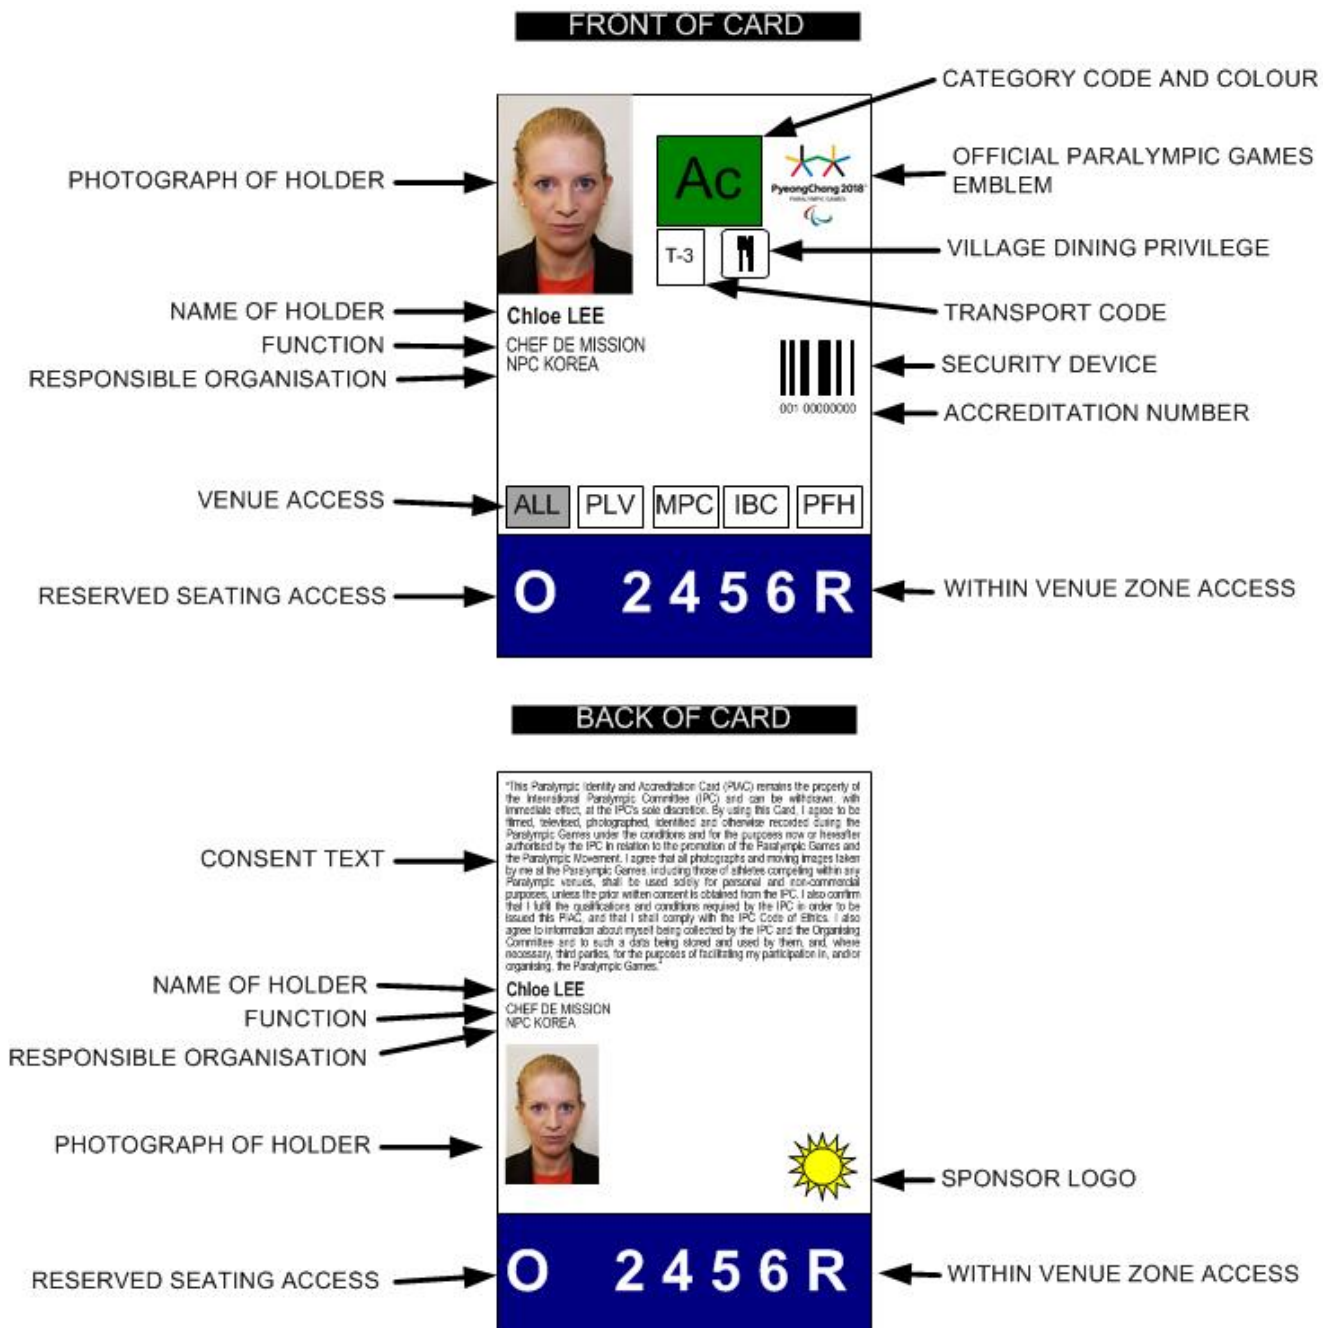 FRONT OF CARD
CATEGORY CODE AND COLOUR
Ac
OFFICIAL PARALYMPIC GAMES
EMBLEM
PHOTOGRAPH OF HOLDER
PyeongChang 2018
PARALYMPIC GAMES
T-3
VILLAGE DINING PRIVILEGE
NAME OF HOLDER
Chloe LEE
TRANSPORT CODE
FUNCTION
CHEF DE MISSION
RESPONSIBLE ORGANISATION
NPC KOREA
SECURITY DEVICE
001 00000000
ACCREDITATION NUMBER
VENUE ACCESS
ALL PLV MPC IBC PFH
RESERVED SEATING ACCESS
O 2 4 5 6 R
WITHIN VENUE ZONE ACCESS
BACK OF CARD
"This Paralympic Identity and Accreditation Card (PIAC) remains the property of
the International Paralympic Committee (IPC) and can be withdrawn, with
immediate effect, at the IPC's sole discretion. By using this Card, I agree to be
filmed, televised, photographed, identified and otherwise recorded during the
Paralympic Games under the conditions and for the purposes now or hereafter
authorised by the IPC in relation to the promotion of the Paralympic Games and
the Paralympic Movement. I agree that all photographs and moving images taken
by me at the Paralympic Games, including those of athletes competing within any
Paralympic venues, shall be used solely for personal and non-commercial
purposes, unless the prior written consent is obtained from the IPC. I also confirm
that I fulfil the qualifications and conditions required by the IPC in order to be
issued this PIAC, and that I shall comply with the IPC Code of Ethics. I also
agree to information about myself being collected by the IPC and the Organising
Committee and to such a data being stored and used by them, and, where
necessary, third parties, for the purposes of facilitating my participation in, and/or
organising, the Paralympic Games."
CONSENT TEXT
NAME OF HOLDER
Chloe LEE
FUNCTION
CHEF DE MISSION
RESPONSIBLE ORGANISATION
NPC KOREA
PHOTOGRAPH OF HOLDER
SPONSOR LOGO
RESERVED SEATING ACCESS
O 2 4 5 6 R
WITHIN VENUE ZONE ACCESS